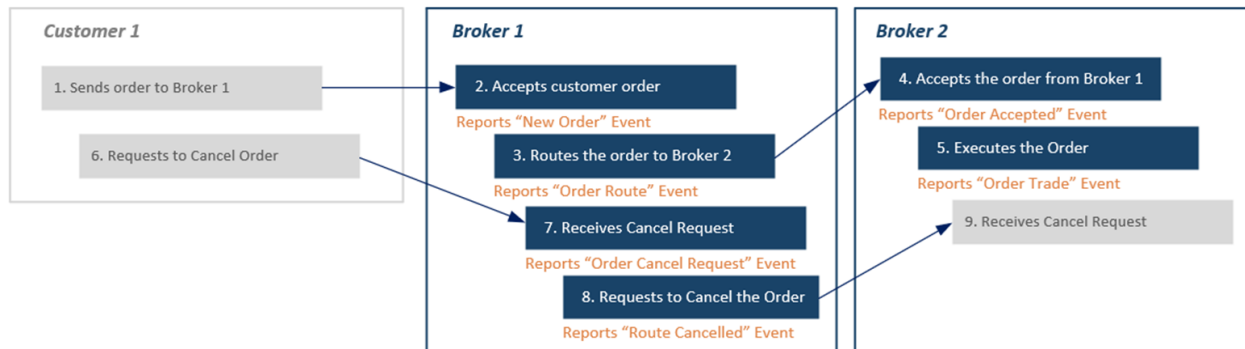 Customer 1
1. Sends order to Broker 1
6. Requests to Cancel Order
Broker 1
2. Accepts customer order
Reports “New Order” Event
3. Routes the order to Broker 2
Reports “Order Route” Event
7. Receives Cancel Request
Reports “Order Cancel Request” Event
8. Requests to Cancel the Order
Reports “Route Cancelled” Event
Broker 2
4. Accepts the order from Broker 1
Reports “Order Accepted” Event
5. Executes the Order
Reports “Order Trade” Event
9. Receives Cancel Request